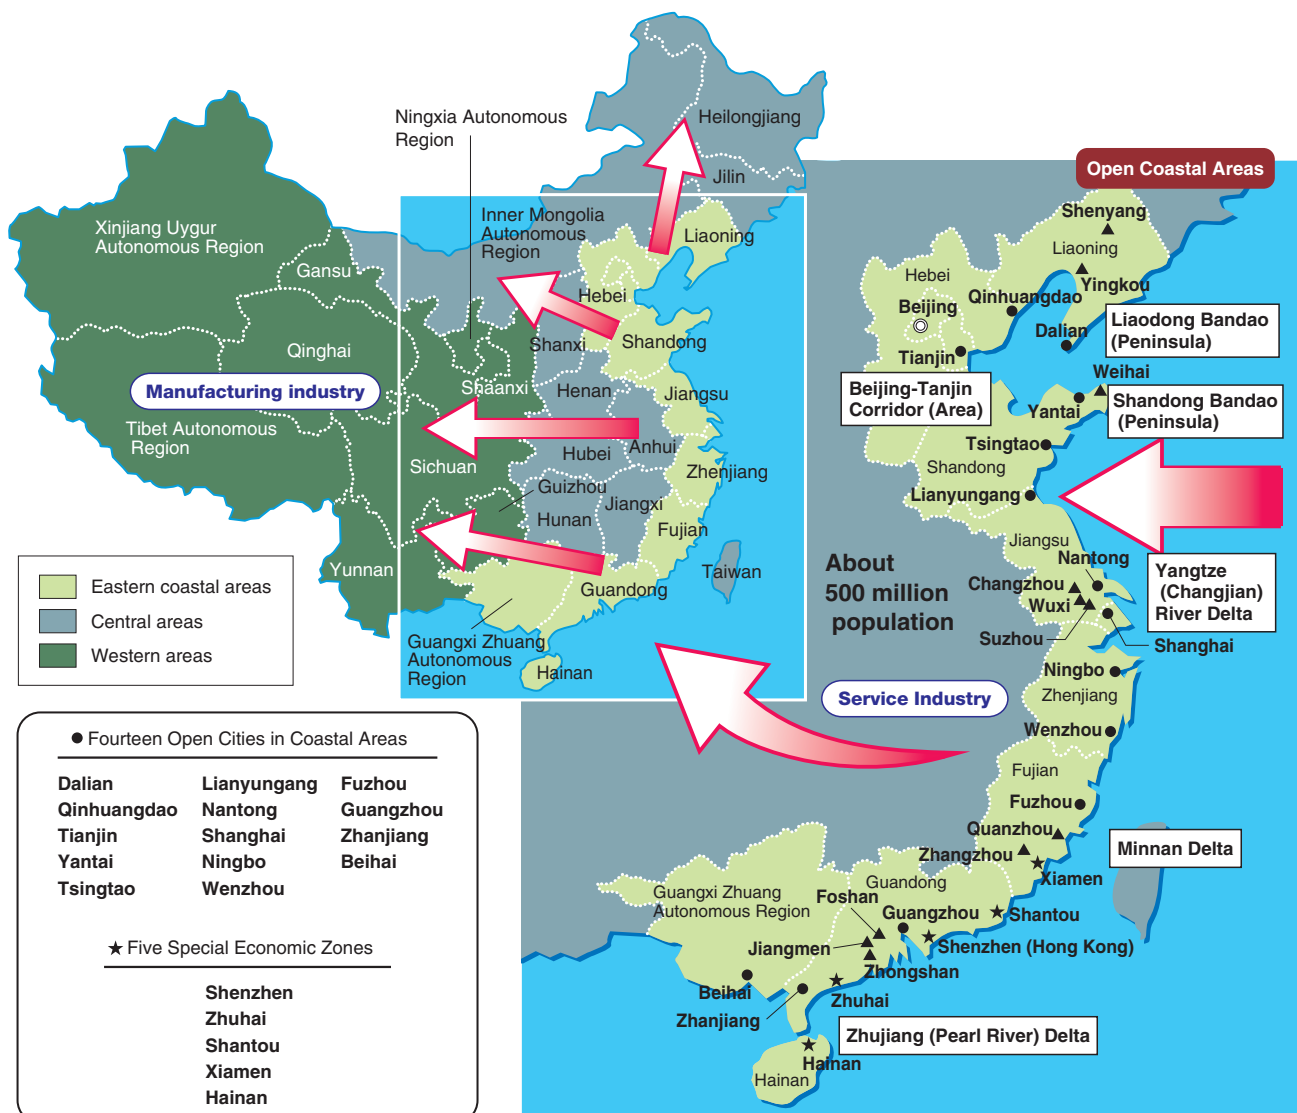 Ningxia Autonomous
Region
Heilongjiang
Jilin
Inner Mongolia
Autonomous
Region
Liaoning
Xinjiang Uygur
Autonomous Region
Gansu
Hebei
Qinghai
Shanxi
Shandong
Manufacturing industry
Shaanxi
Henan
Jiangsu
Tibet Autonomous
Region
Sichuan
Hubei
Anhui
Zhenjiang
Guizhou
Jiangxi
Hunan
Fujian
Yunnan
Guandong
Taiwan
Guangxi Zhuang
Autonomous
Region
Hainan
Eastern coastal areas
Central areas
Western areas
Open Coastal Areas
Shenyang
Liaoning
Hebei
Yingkou
Qinhuangdao
Beijing
Dalian
Liaodong Bandao
(Peninsula)
Tianjin
Weihai
Beijing-Tanjin
Corridor (Area)
Yantai
Shandong Bandao
(Peninsula)
Tsingtao
Shandong
Lianyungang
Jiangsu
Nantong
About
500 million
population
Changzhou
Wuxi
Suzhou
Yangtze
(Changjian)
River Delta
Shanghai
Ningbo
Zhenjiang
Service Industry
Wenzhou
Fujian
Fuzhou
Quanzhou
Zhangzhou
Minnan Delta
Xiamen
Guangxi Zhuang
Autonomous Region
Guandong
Foshan
Guangzhou
Shantou
Jiangmen
Shenzhen (Hong Kong)
Zhongshan
Beihai
Zhuhai
Zhanjiang
Zhujiang (Pearl River) Delta
Hainan
Hainan
● Fourteen Open Cities in Coastal Areas
Dalian Lianyungang Fuzhou
Qinhuangdao Nantong Guangzhou
Tianjin Shanghai Zhanjiang
Yantai Ningbo Beihai
Tsingtao Wenzhou
★ Five Special Economic Zones
Shenzhen
Zhuhai
Shantou
Xiamen
Hainan